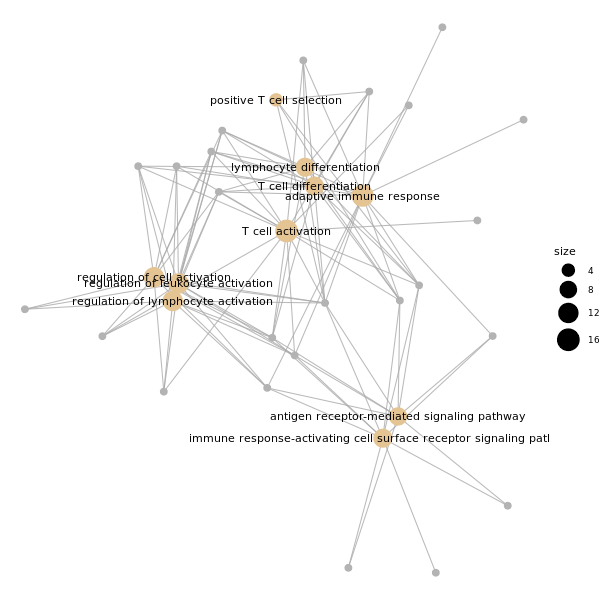 positive T cell selection
lymphocyte differentiation
T cell differentiation
adaptive immune response
T cell activation
size
4
8
12
16
regulation of cell activation
regulation of leukocyte activation
regulation of lymphocyte activation
antigen receptor-mediated signaling pathway
immune response-activating cell surface receptor signaling patl